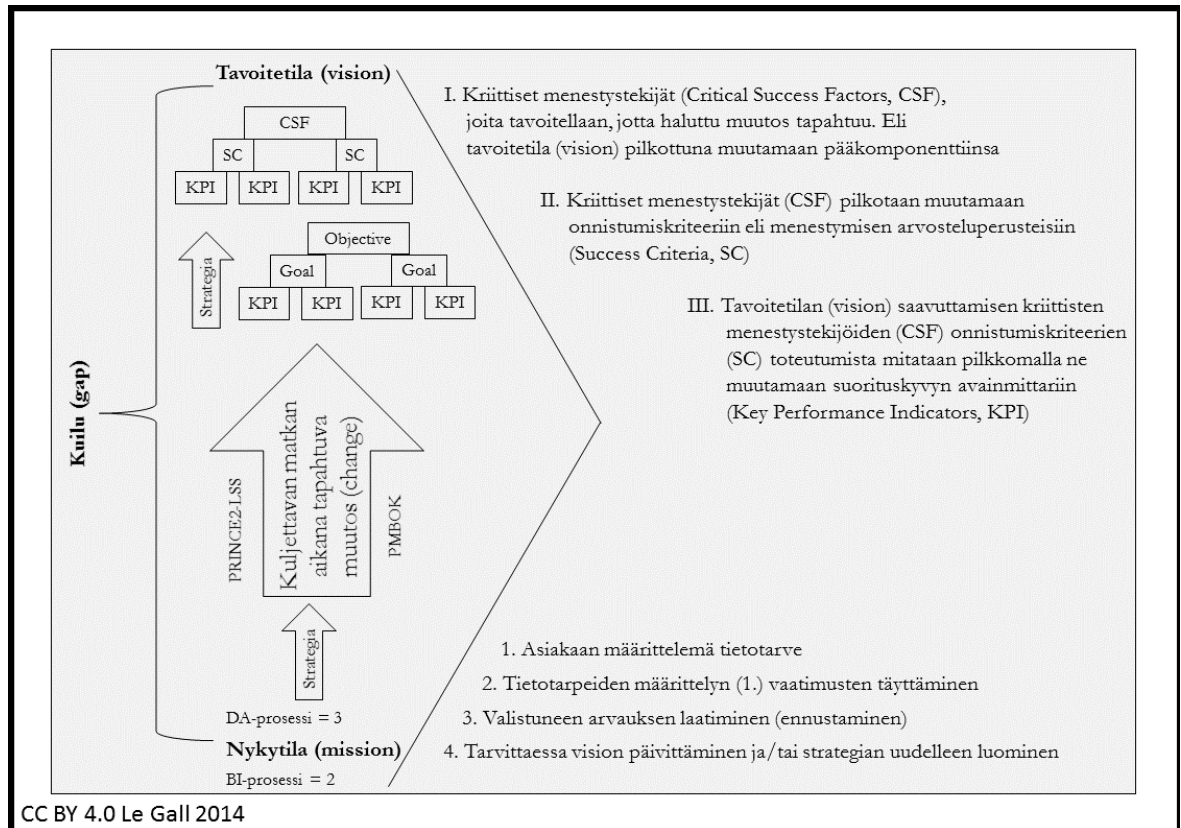 Tavoitetila (vision)
CSF
SC SC
KPI KPI KPI KPI
Strategia
Objective
Goal Goal
KPI KPI KPI KPI
Kuilu (gap)
PRINCE2-LSS
Kuljettavan matkan
aikana tapahtuva
muutos (change)
PMBOK
Strategia
DA-prosessi = 3
Nykytila (mission)
BI-prosessi = 2
I. Kriittiset menestystekijät (Critical Success Factors, CSF),
joita tavoitellaan, jotta haluttu muutos tapahtuu. Eli
tavoitetila (vision) pilkottuna muutamaan pääkomponenttiinsa
II. Kriittiset menestystekijät (CSF) pilkotaan muutamaan
onnistumiskriteeriin eli menestymisen arvosteluperusteisiin
(Success Criteria, SC)
III. Tavoitetilan (vision) saavuttamisen kriittisten
menestystekijöiden (CSF) onnistumiskriteerien
(SC) toteutumista mitataan pilkkomalla ne
muutamaan suorituskyvyn avainmittariin
(Key Performance Indicators, KPI)
1. Asiakaan määrittelemä tietotarve
2. Tietotarpeiden määrittelyn (1.) vaatimusten täyttäminen
3. Valistuneen arvauksen laatiminen (ennustaminen)
4. Tarvittaessa vision päivittäminen ja/tai strategian uudelleen luominen
CC BY 4.0 Le Gall 2014